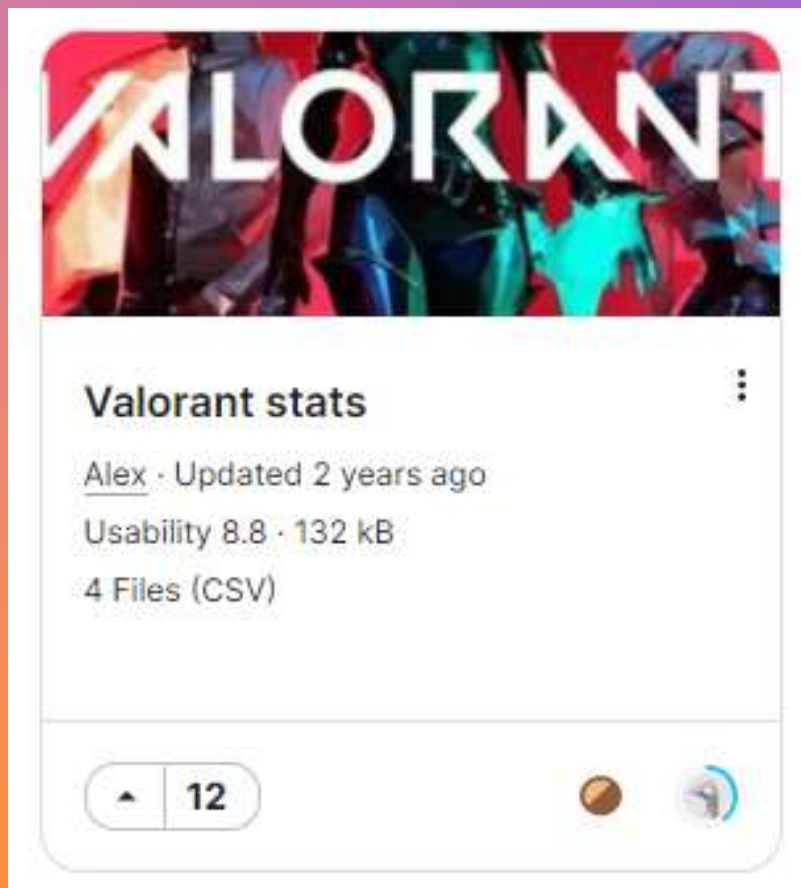 VALORANT
Valorant stats
Alex · Updated 2 years ago
Usability 8.8 · 132 kB
4 Files (CSV)
12